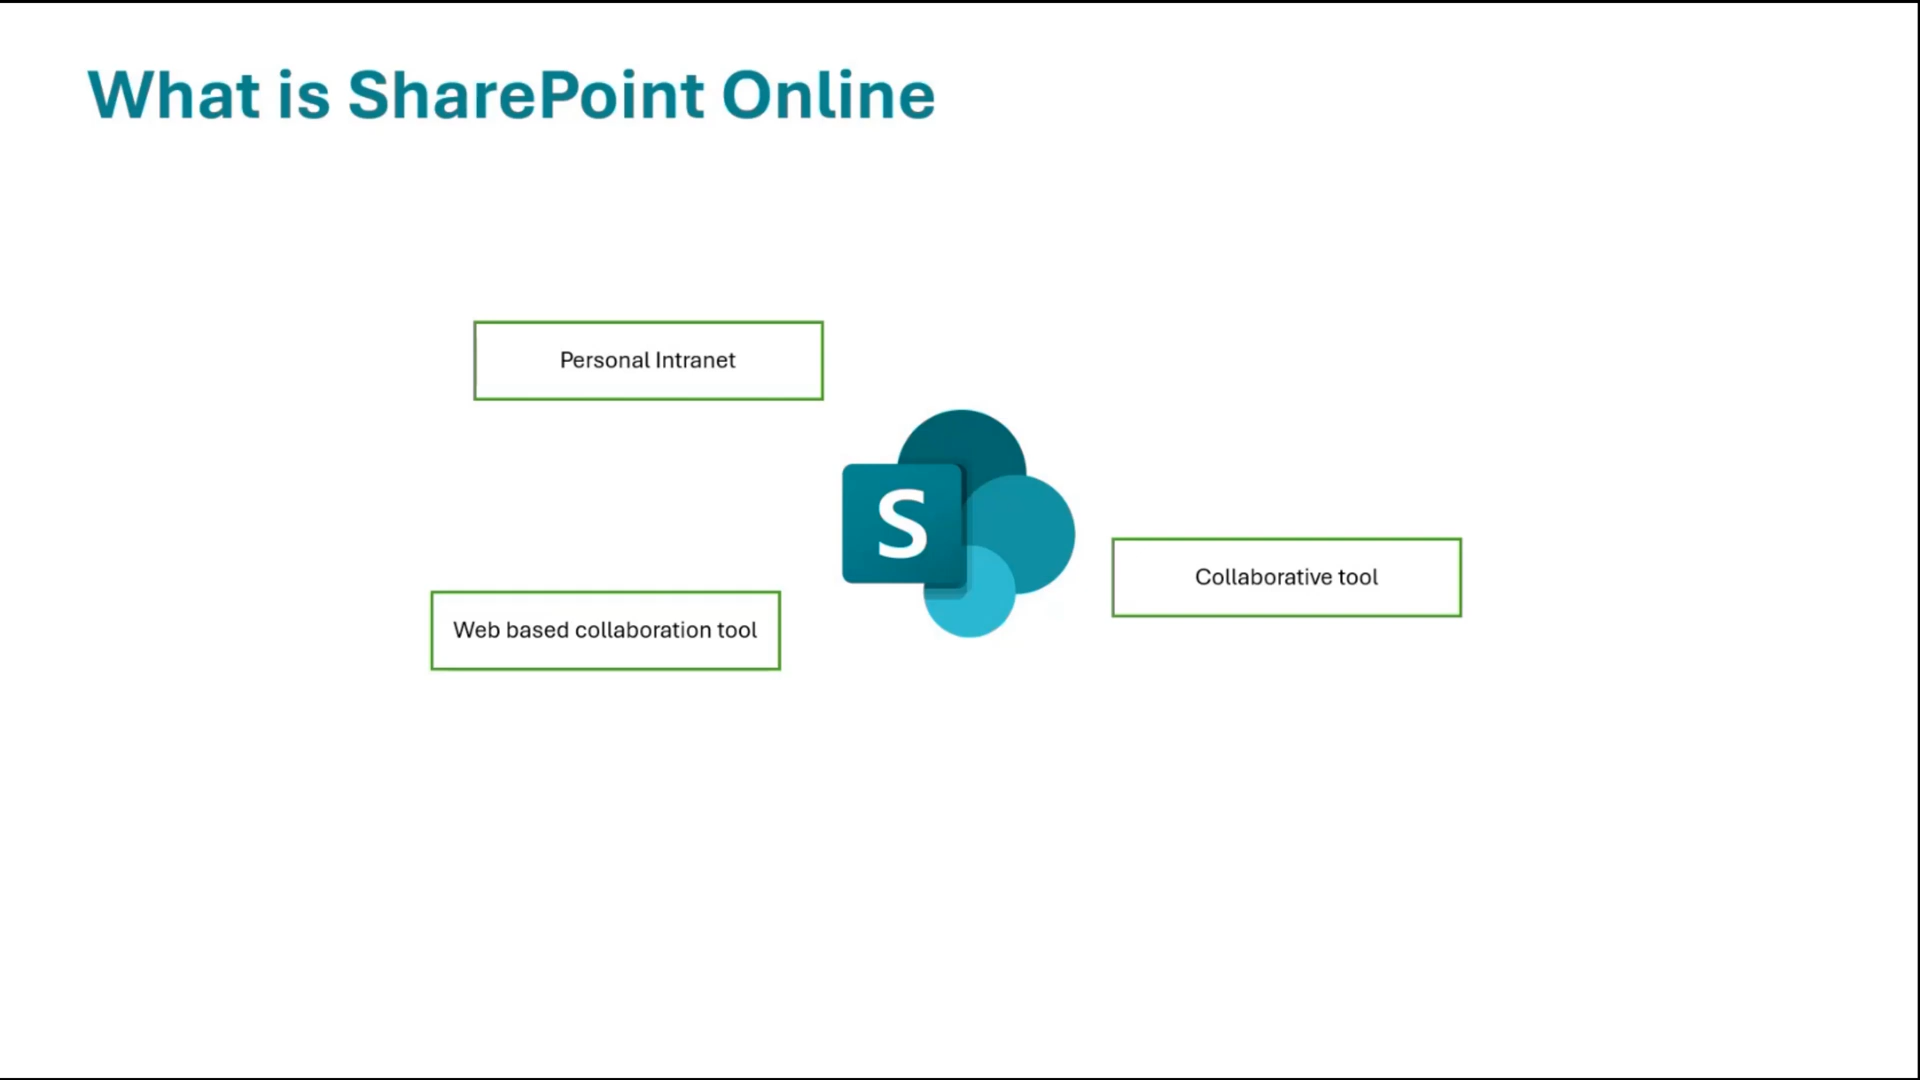 What is SharePoint Online
Personal Intranet
S
Collaborative tool
Web based collaboration tool